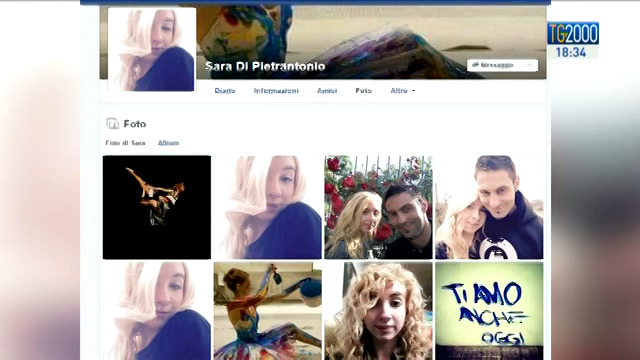 TG2000
18:34
Sara Di Pietrantonio
Messaggio
Diario Informazioni Amici Foto Altro
Foto
Foto di Sara Album
TI AMO
ANCHE
OGGI